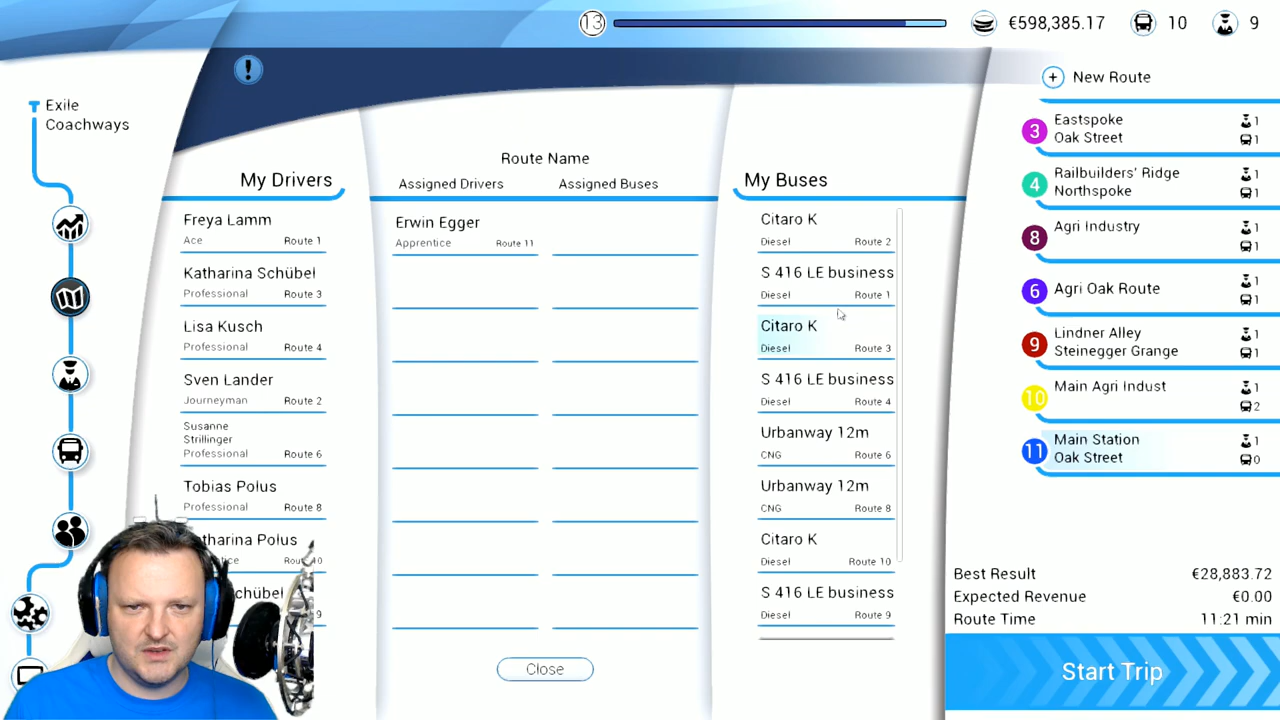 13
€598,385.17
10
9
Exile
Coachways
!
My Drivers
Freya Lamm
Ace
Route 1
Katharina Schübel
Professional
Route 3
Lisa Kusch
Professional
Route 4
Sven Lander
Journeyman
Route 2
Susanne
Strillinger
Professional
Route 6
Tobias Połus
Professional
Route 8
Połus
10
9
Route Name
Assigned Drivers
Assigned Buses
Erwin Egger
Apprentice
Route 11
Close
My Buses
Citaro K
Diesel
Route 2
S 416 LE business
Diesel
Route 1
Citaro K
Diesel
Route 3
S 416 LE business
Diesel
Route 4
Urbanway 12m
CNG
Route 6
Urbanway 12m
CNG
Route 8
Citaro K
Diesel
Route 10
S 416 LE business
Diesel
Route 9
+ New Route
3
Eastspoke
Oak Street
1
1
4
Railbuilders' Ridge
Northspoke
1
1
8
Agri Industry
1
1
6
Agri Oak Route
1
1
9
Lindner Alley
Steinegger Grange
1
1
10
Main Agri Indust
1
2
11
Main Station
Oak Street
1
0
Best Result
€28,883.72
Expected Revenue
€0.00
Route Time
11:21 min
Start Trip